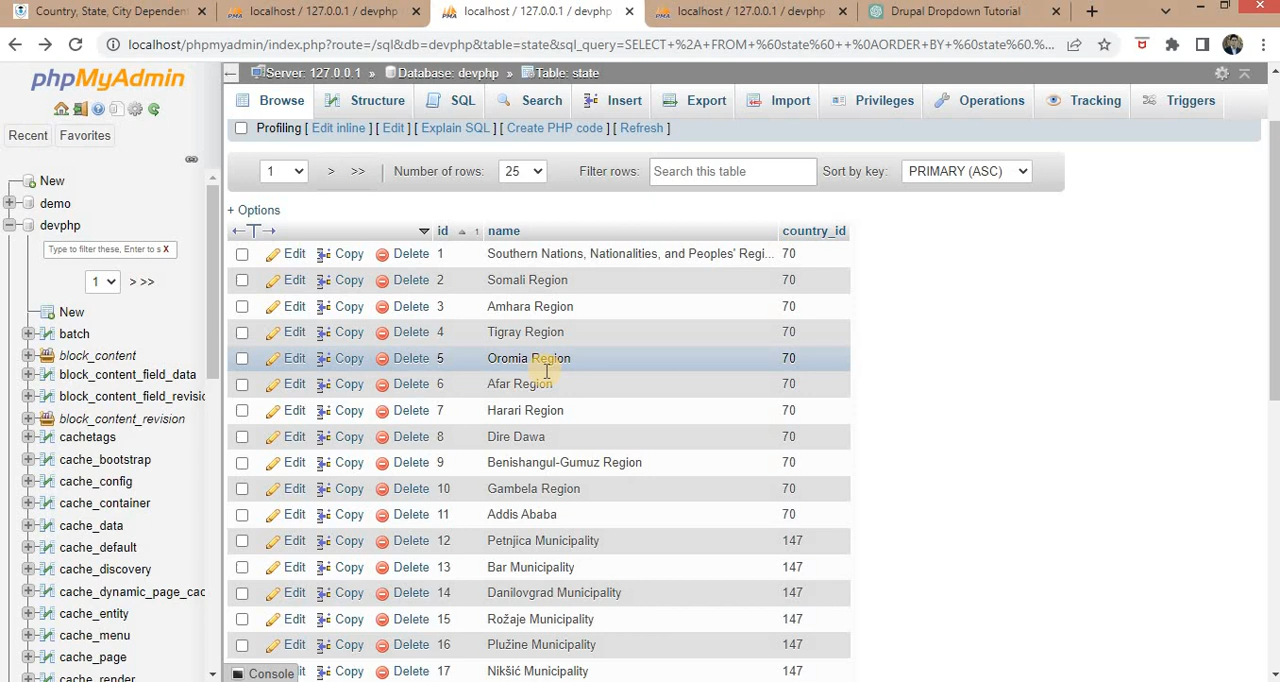 Country, State, City Dependent × localhost / 127.0.0.1 / devphp × localhost / 127.0.0.1 / devphp × localhost / 127.0.0.1 / devphp × Drupal Dropdown Tutorial ×
localhost/phpmyadmin/index.php?route=/sql&db=devphp&table=state&sql_query=SELECT+%2A+FROM+%60state%60++%0AORDER+BY+%60state%60.%...
phpMyAdmin
Recent Favorites
New
demo
devphp
Type to filter these, Enter to s X
1 > >>
New
batch
block_content
block_content_field_data
block_content_field_revisic
block_content_revision
cachetags
cache_bootstrap
cache_config
cache_container
cache_data
cache_default
cache_discovery
cache_dynamic_page_cac
cache_entity
cache_menu
cache_page
cache_render
Server: 127.0.0.1 » Database: devphp » Table: state
Browse Structure SQL Search Insert Export Import Privileges Operations Tracking Triggers
Profiling [ Edit inline ] [ Edit ] [ Explain SQL ] [ Create PHP code ] [ Refresh ]
1 > >> Number of rows: 25 Filter rows: Search this table Sort by key: PRIMARY (ASC)
+ Options
←T→ id 1 name country_id
Edit Copy Delete 1 Southern Nations, Nationalities, and Peoples' Regi... 70
Edit Copy Delete 2 Somali Region 70
Edit Copy Delete 3 Amhara Region 70
Edit Copy Delete 4 Tigray Region 70
Edit Copy Delete 5 Oromia Region 70
Edit Copy Delete 6 Afar Region 70
Edit Copy Delete 7 Harari Region 70
Edit Copy Delete 8 Dire Dawa 70
Edit Copy Delete 9 Benishangul-Gumuz Region 70
Edit Copy Delete 10 Gambela Region 70
Edit Copy Delete 11 Addis Ababa 70
Edit Copy Delete 12 Petnjica Municipality 147
Edit Copy Delete 13 Bar Municipality 147
Edit Copy Delete 14 Danilovgrad Municipality 147
Edit Copy Delete 15 Rožaje Municipality 147
Edit Copy Delete 16 Plužine Municipality 147
Copy Delete 17 Nikšić Municipality 147
Console